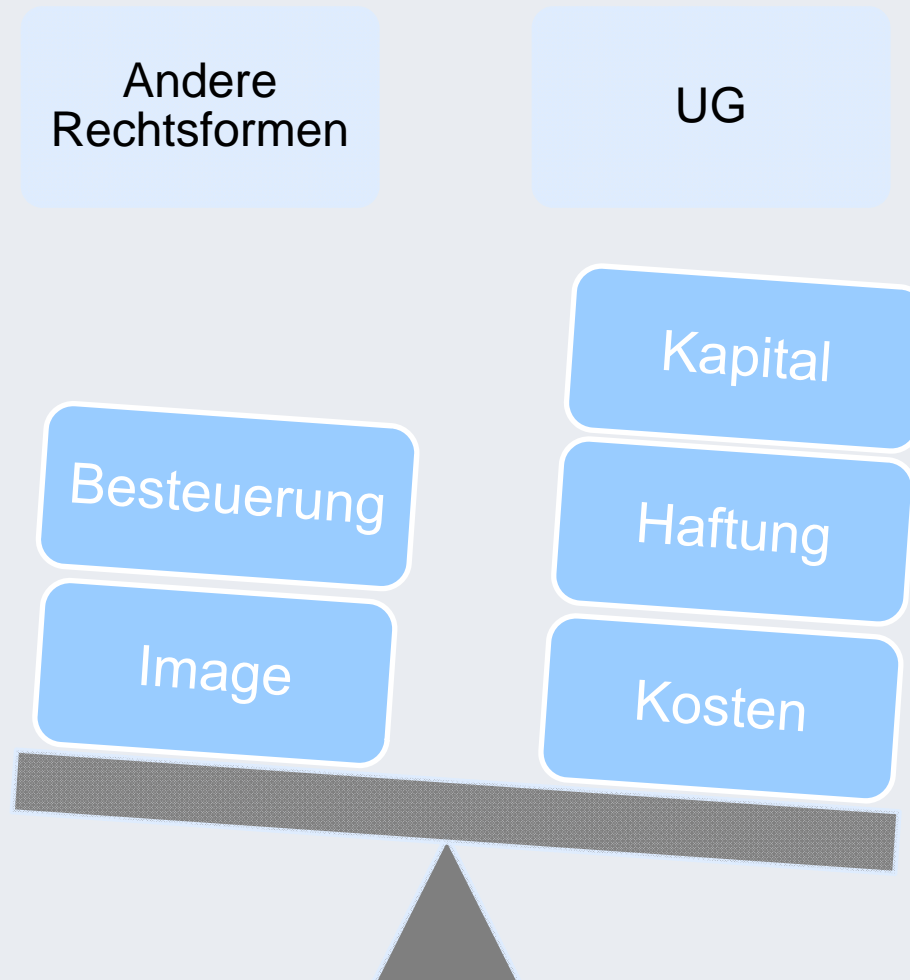 Andere
Rechtsformen
UG
Kapital
Besteuerung
Haftung
Image
Kosten